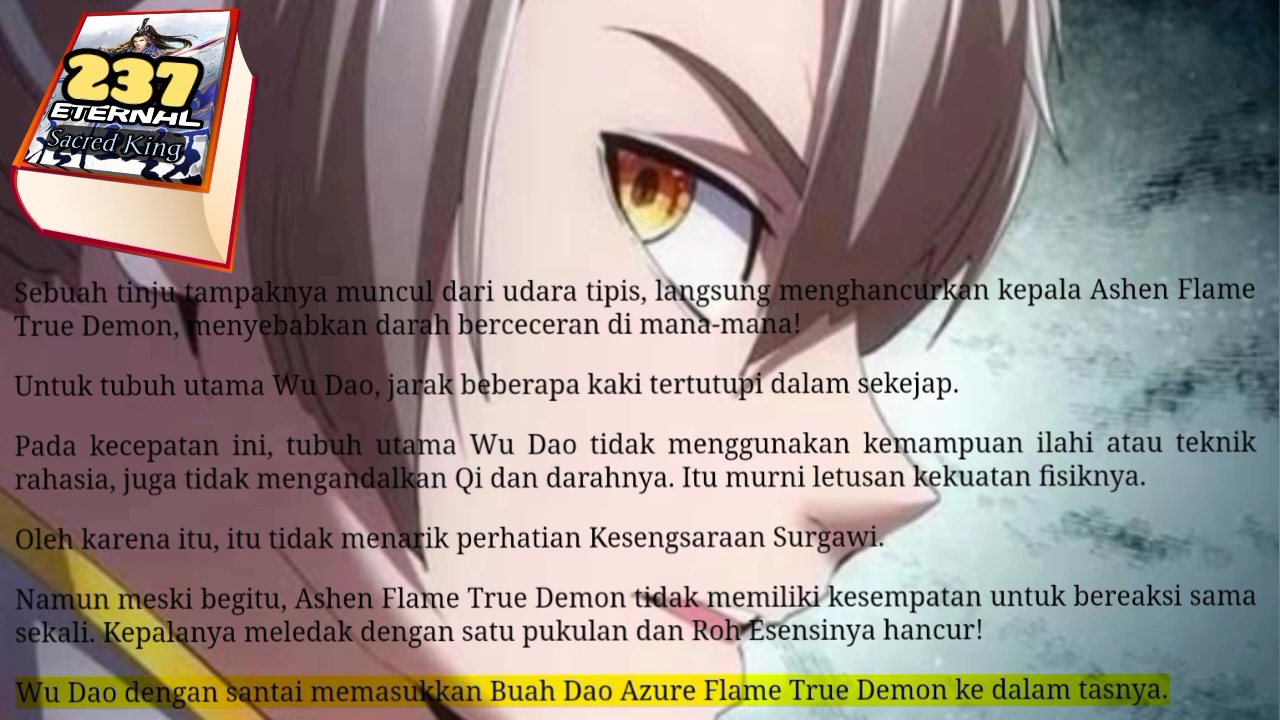 237
ETERNAL
Sacred King
Sebuah tinju tampaknya muncul dari udara tipis, langsung menghancurkan kepala Ashen Flame
True Demon, menyebabkan darah berceceran di mana-mana!
Untuk tubuh utama Wu Dao, jarak beberapa kaki tertutupi dalam sekejap.
Pada kecepatan ini, tubuh utama Wu Dao tidak menggunakan kemampuan ilahi atau teknik
rahasia, juga tidak mengandalkan Qi dan darahnya. Itu murni letusan kekuatan fisiknya.
Oleh karena itu, itu tidak menarik perhatian Kesengsaraan Surgawi.
Namun meski begitu, Ashen Flame True Demon tidak memiliki kesempatan untuk bereaksi sama
sekali. Kepalanya meledak dengan satu pukulan dan Roh Esensinya hancur!
Wu Dao dengan santai memasukkan Buah Dao Azure Flame True Demon ke dalam tasnya.